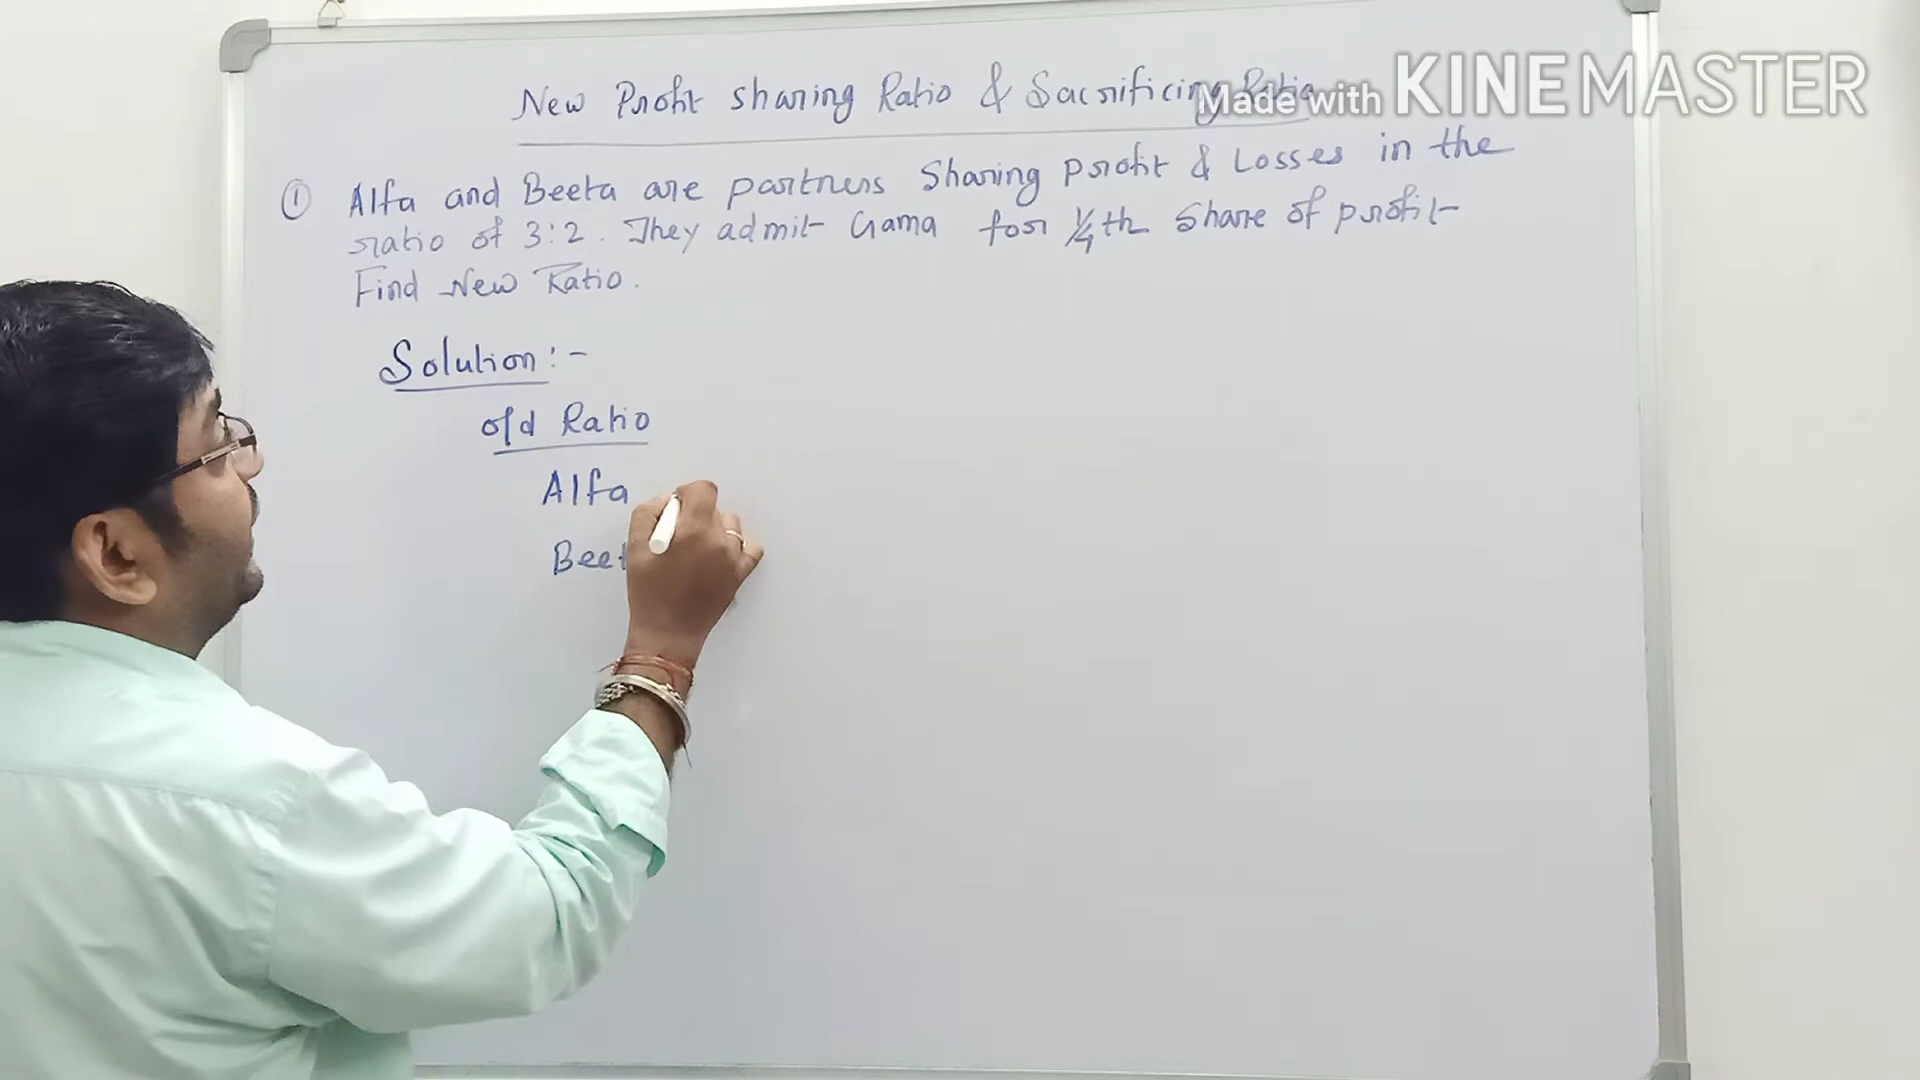 New Profit sharing Ratio & Sacrificing Ratio
Made with KINEMASTER
① Alfa and Beeta are partners Sharing profit & Losses in the
ratio of 3:2. They admit Gama for 1/4th Share of profit
Find New Ratio.
Solution:-
old Ratio
Alfa
Beet